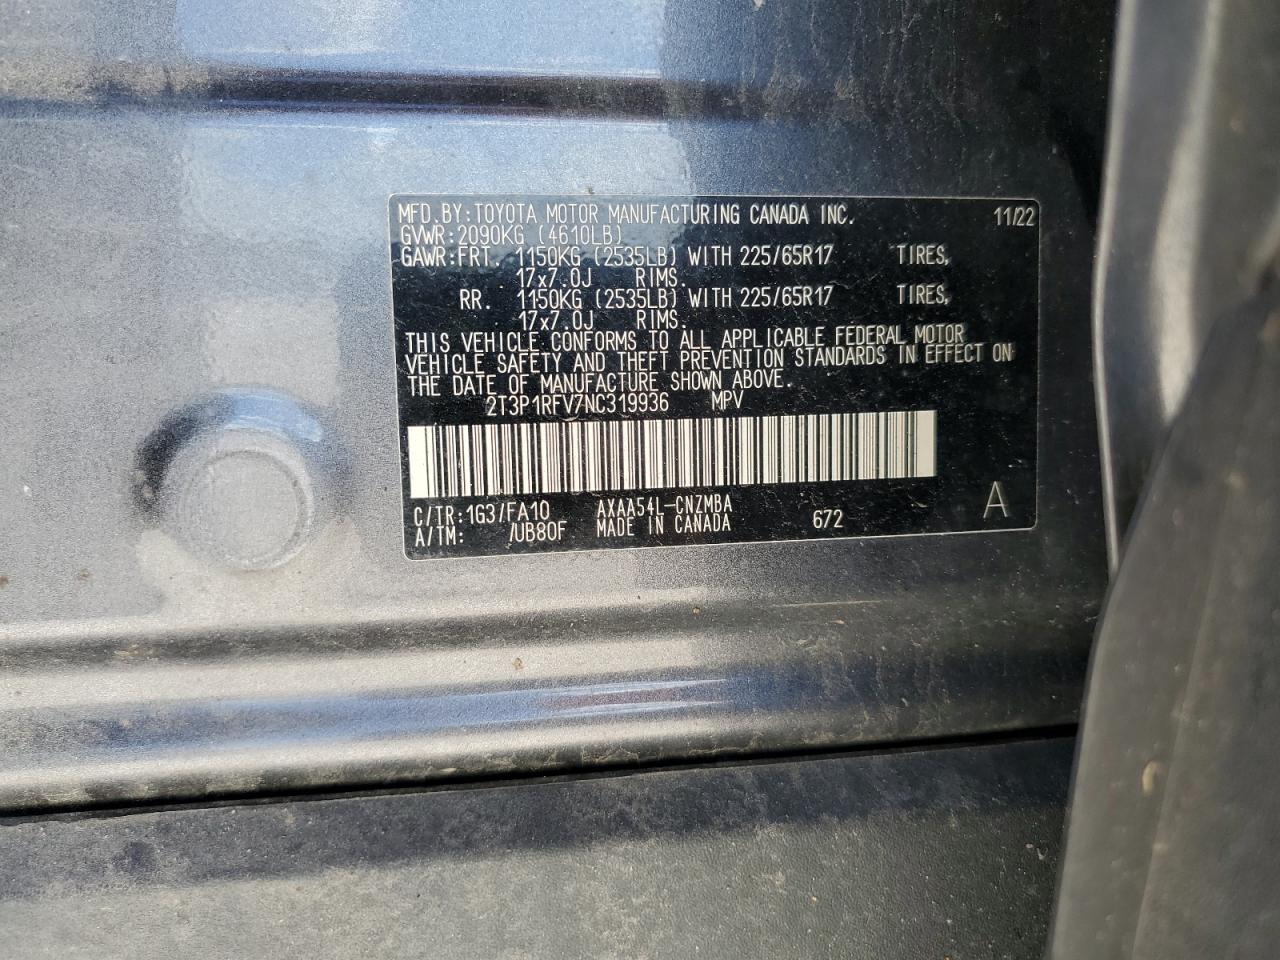 MFD.BY:TOYOTA MOTOR MANUFACTURING CANADA INC. 11/22
GVWR:2090KG (4610LB)
GAWR:FRT. 1150KG (2535LB) WITH 225/65R17 TIRES,
17x7.0J RIMS.
RR. 1150KG (2535LB) WITH 225/65R17 TIRES,
17x7.0J RIMS.
THIS VEHICLE CONFORMS TO ALL APPLICABLE FEDERAL MOTOR
VEHICLE SAFETY AND THEFT PREVENTION STANDARDS IN EFFECT ON
THE DATE OF MANUFACTURE SHOWN ABOVE.
2T3P1RFV7NC319936 MPV
C/TR:1G3/FA10 AXAA54L-CNZMBA
A/TM: /UB80F MADE IN CANADA 672 A